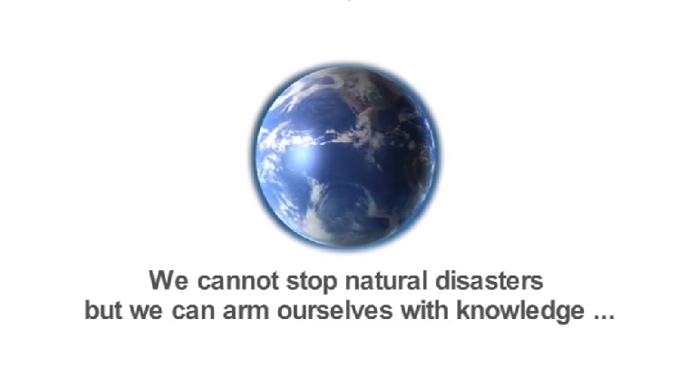 We cannot stop natural disasters
but we can arm ourselves with knowledge ...